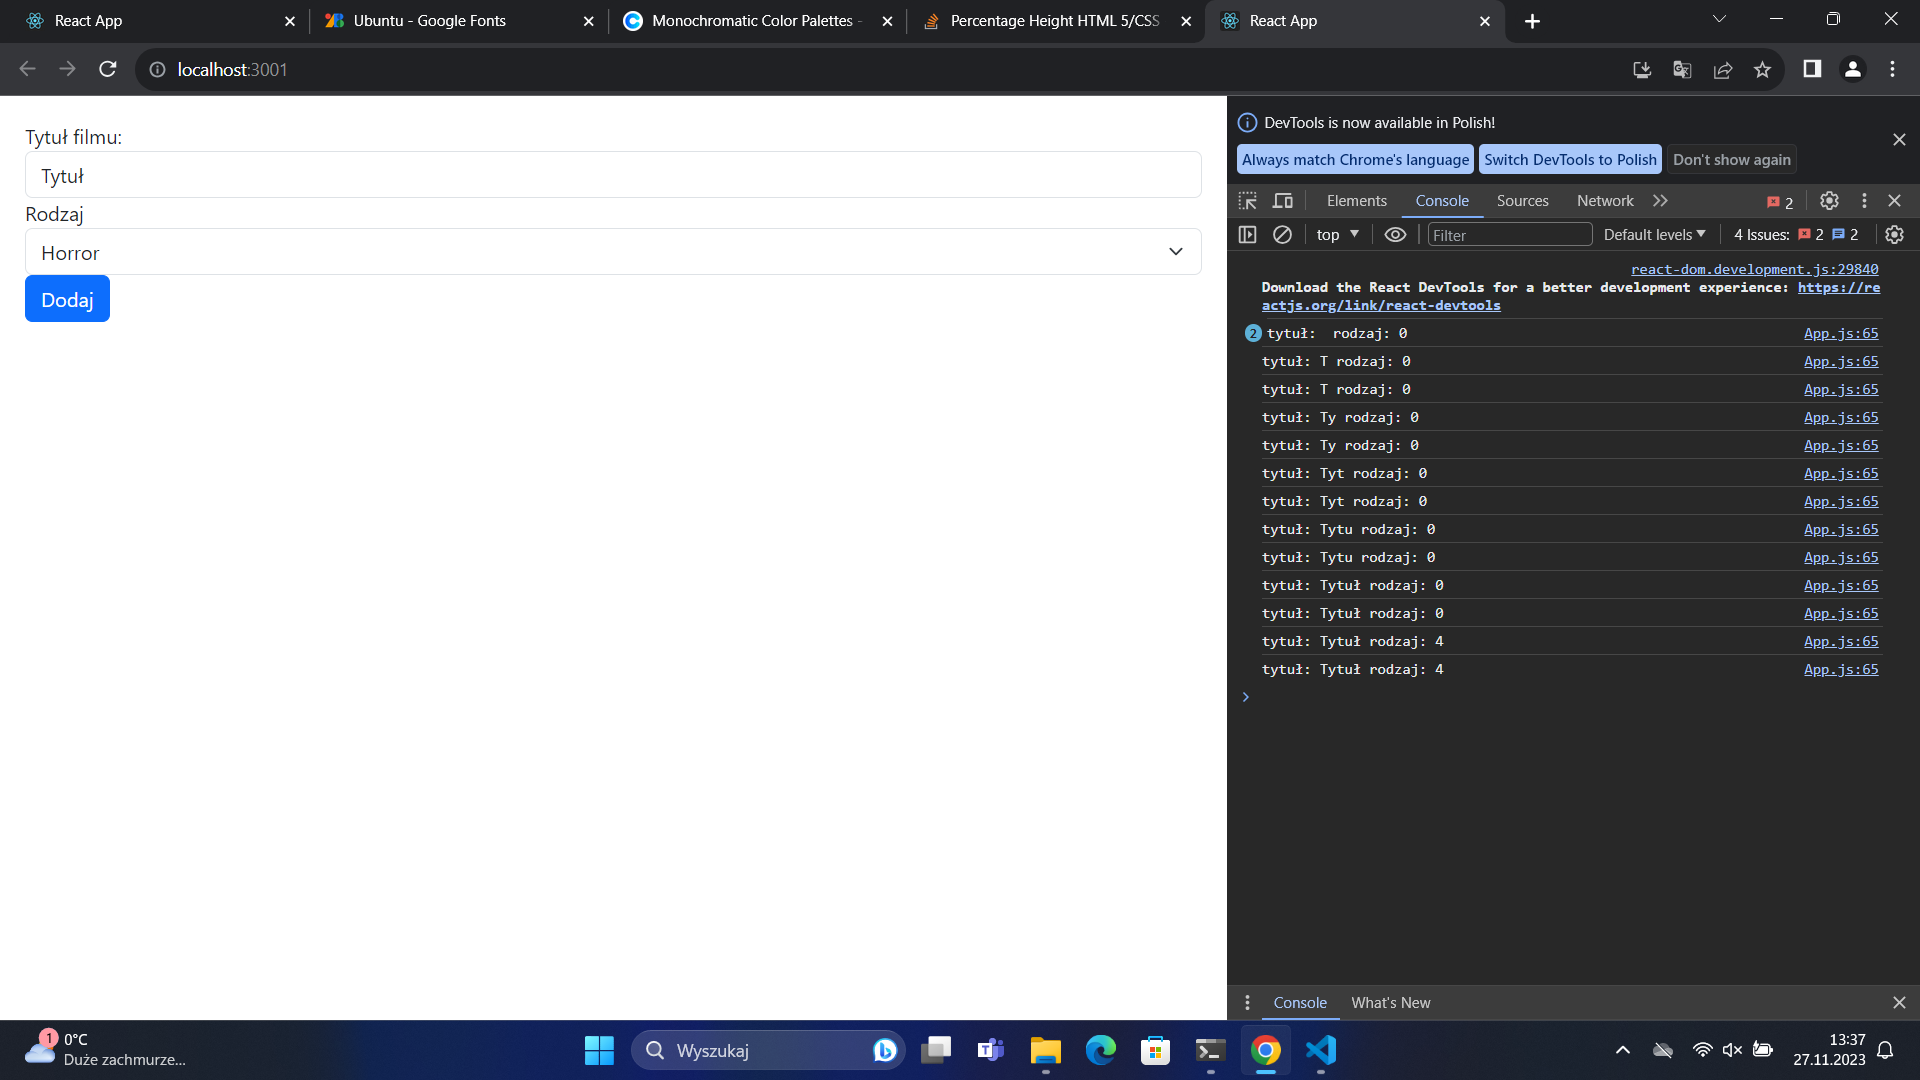 React App
Ubuntu - Google Fonts
Monochromatic Color Palettes -
Percentage Height HTML 5/CSS
React App
localhost:3001
Tytuł filmu:
Tytuł
Rodzaj
Horror
Dodaj
DevTools is now available in Polish!
Always match Chrome's language
Switch DevTools to Polish
Don't show again
Elements
Console
Sources
Network
2
top
Filter
Default levels
4 Issues:
2
2
react-dom.development.js:29840
Download the React DevTools for a better development experience: https://re
actjs.org/link/react-devtools
2 tytuł:  rodzaj: 0 App.js:65
tytuł: T rodzaj: 0 App.js:65
tytuł: T rodzaj: 0 App.js:65
tytuł: Ty rodzaj: 0 App.js:65
tytuł: Ty rodzaj: 0 App.js:65
tytuł: Tyt rodzaj: 0 App.js:65
tytuł: Tyt rodzaj: 0 App.js:65
tytuł: Tytu rodzaj: 0 App.js:65
tytuł: Tytu rodzaj: 0 App.js:65
tytuł: Tytuł rodzaj: 0 App.js:65
tytuł: Tytuł rodzaj: 0 App.js:65
tytuł: Tytuł rodzaj: 4 App.js:65
tytuł: Tytuł rodzaj: 4 App.js:65
Console
What's New
1
0°C
Duże zachmurze...
Wyszukaj
13:37
27.11.2023